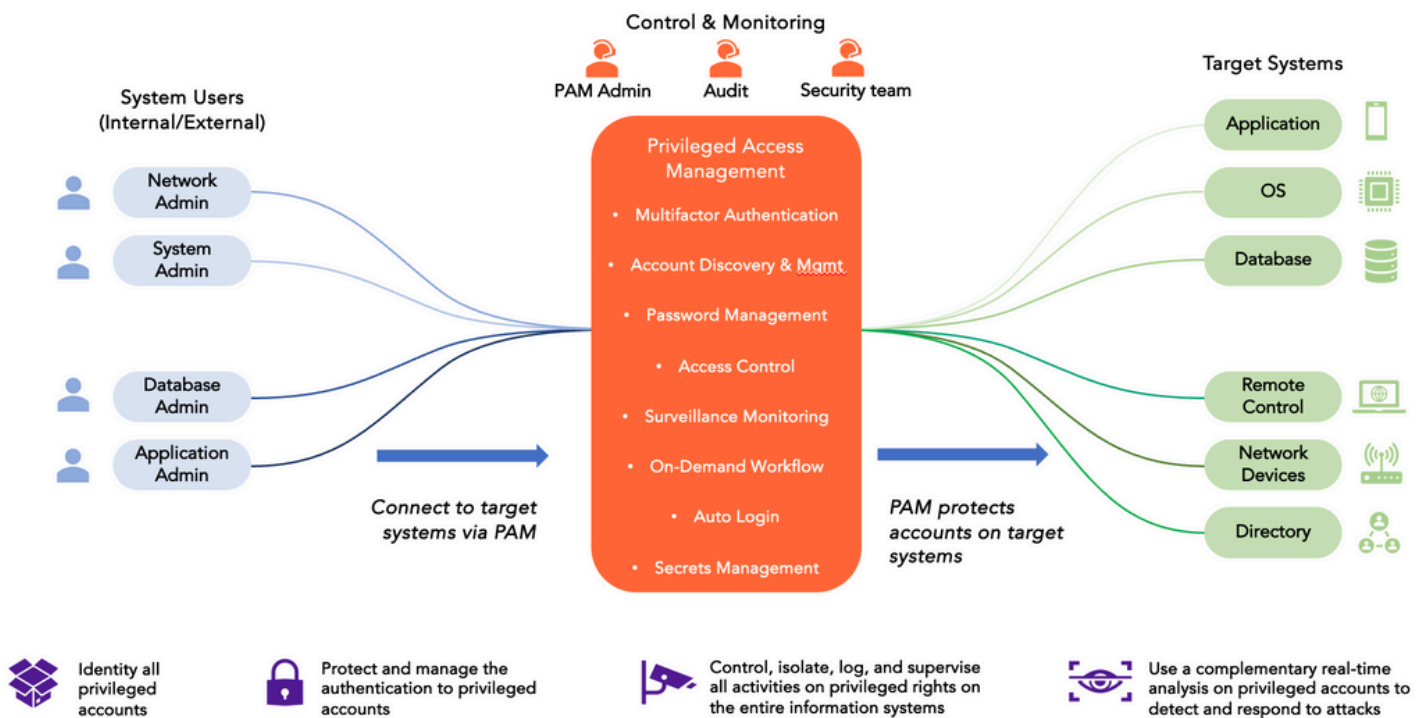 Control & Monitoring
PAM Admin
Audit
Security team
System Users
(Internal/External)
Network
Admin
System
Admin
Database
Admin
Application
Admin
Connect to target
systems via PAM
Privileged Access
Management
• Multifactor Authentication
• Account Discovery & Mgmt
• Password Management
• Access Control
• Surveillance Monitoring
• On-Demand Workflow
• Auto Login
• Secrets Management
PAM protects
accounts on target
systems
Target Systems
Application
OS
Database
Remote
Control
Network
Devices
Directory
Identity all
privileged
accounts
Protect and manage the
authentication to privileged
accounts
Control, isolate, log, and supervise
all activities on privileged rights on
the entire information systems
Use a complementary real-time
analysis on privileged accounts to
detect and respond to attacks